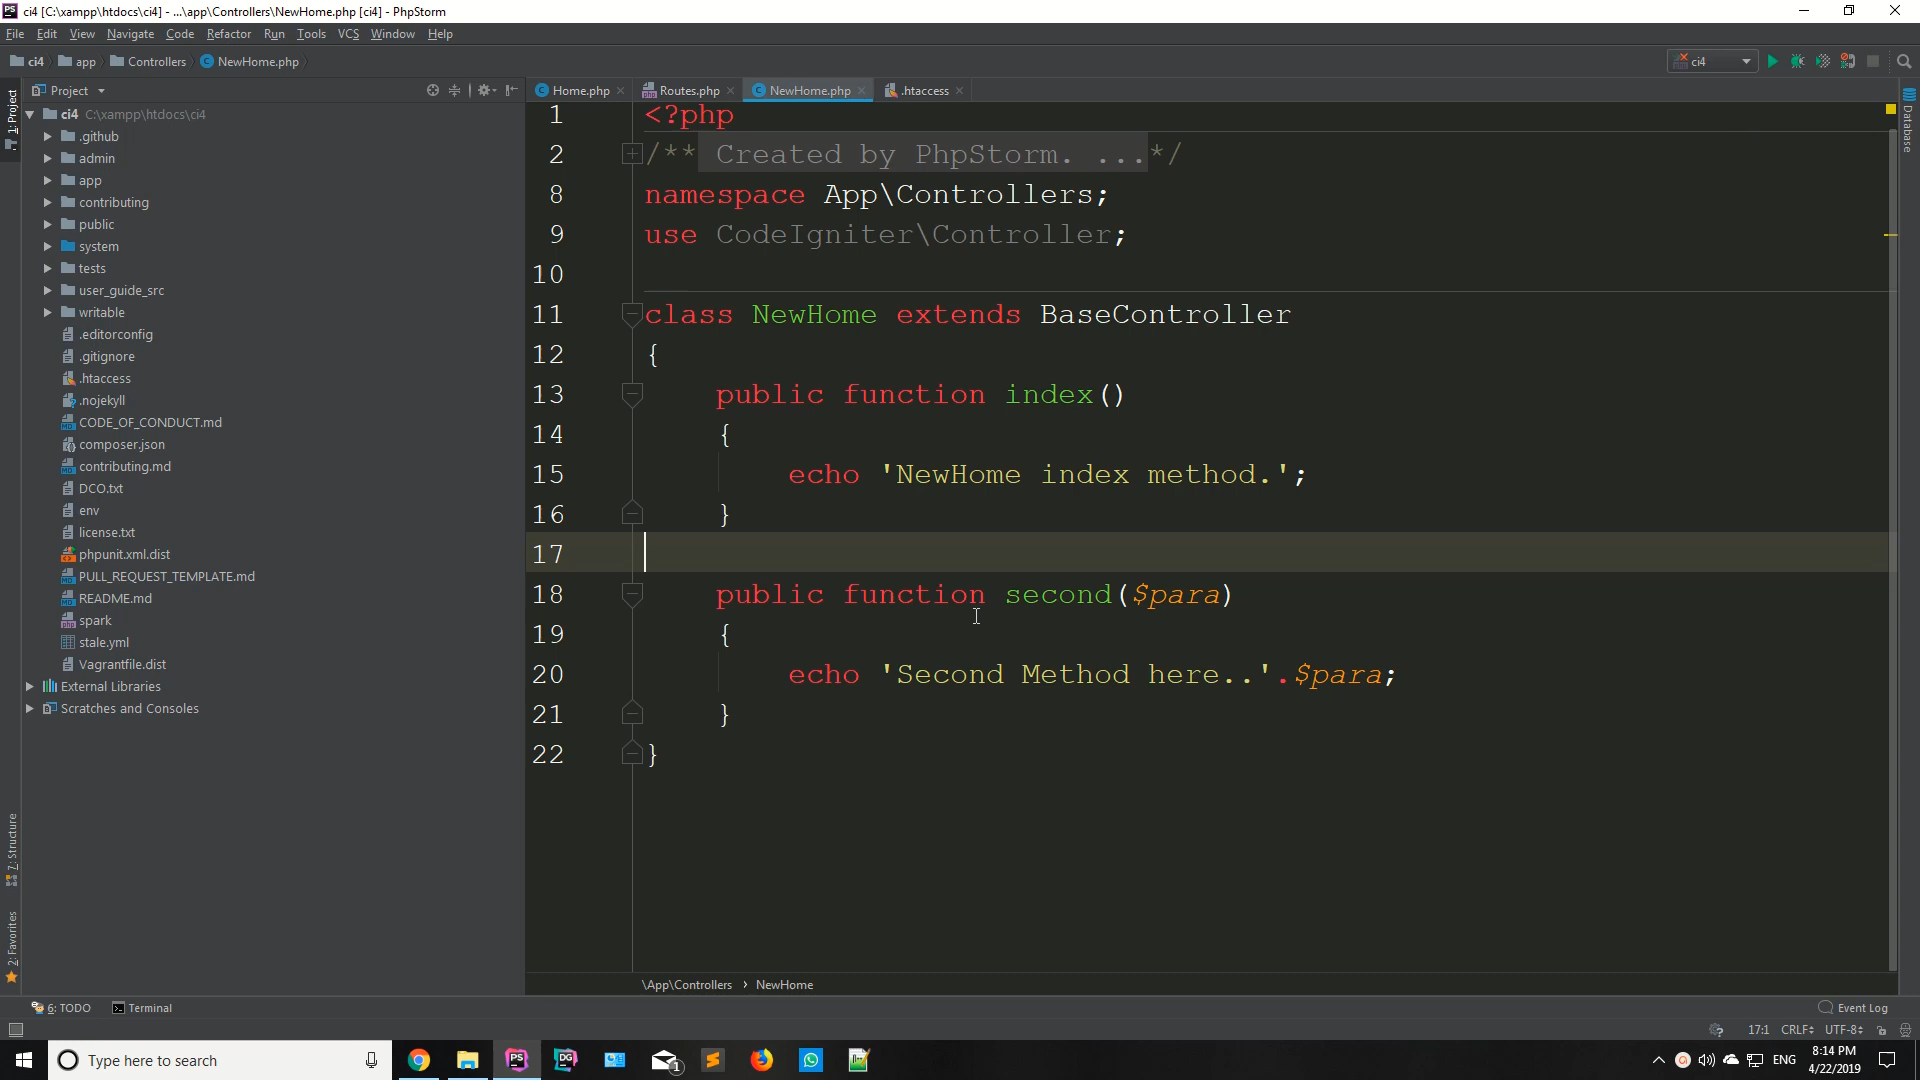 ci4 [C:\xampp\htdocs\ci4] - ...\app\Controllers\NewHome.php [ci4] - PhpStorm
File Edit View Navigate Code Refactor Run Tools VCS Window Help
ci4 app Controllers NewHome.php
ci4
1: Project
Project
ci4 C:\xampp\htdocs\ci4
.github
admin
app
contributing
public
system
tests
user_guide_src
writable
.editorconfig
.gitignore
.htaccess
.nojekyll
CODE_OF_CONDUCT.md
composer.json
contributing.md
DCO.txt
env
license.txt
phpunit.xml.dist
PULL_REQUEST_TEMPLATE.md
README.md
spark
stale.yml
Vagrantfile.dist
External Libraries
Scratches and Consoles
7: Structure
2: Favorites
Home.php Routes.php NewHome.php .htaccess
1 <?php
2 /** Created by PhpStorm. ...*/
8 namespace App\Controllers;
9 use CodeIgniter\Controller;
10
11 class NewHome extends BaseController
12 {
13 public function index()
14 {
15 echo 'NewHome index method.';
16 }
17
18 public function second($para)
19 {
20 echo 'Second Method here..'.$para;
21 }
22 }
Database
\App\Controllers › NewHome
6: TODO Terminal Event Log
17:1 CRLF UTF-8
Type here to search
PS DG 1
ENG
8:14 PM
4/22/2019